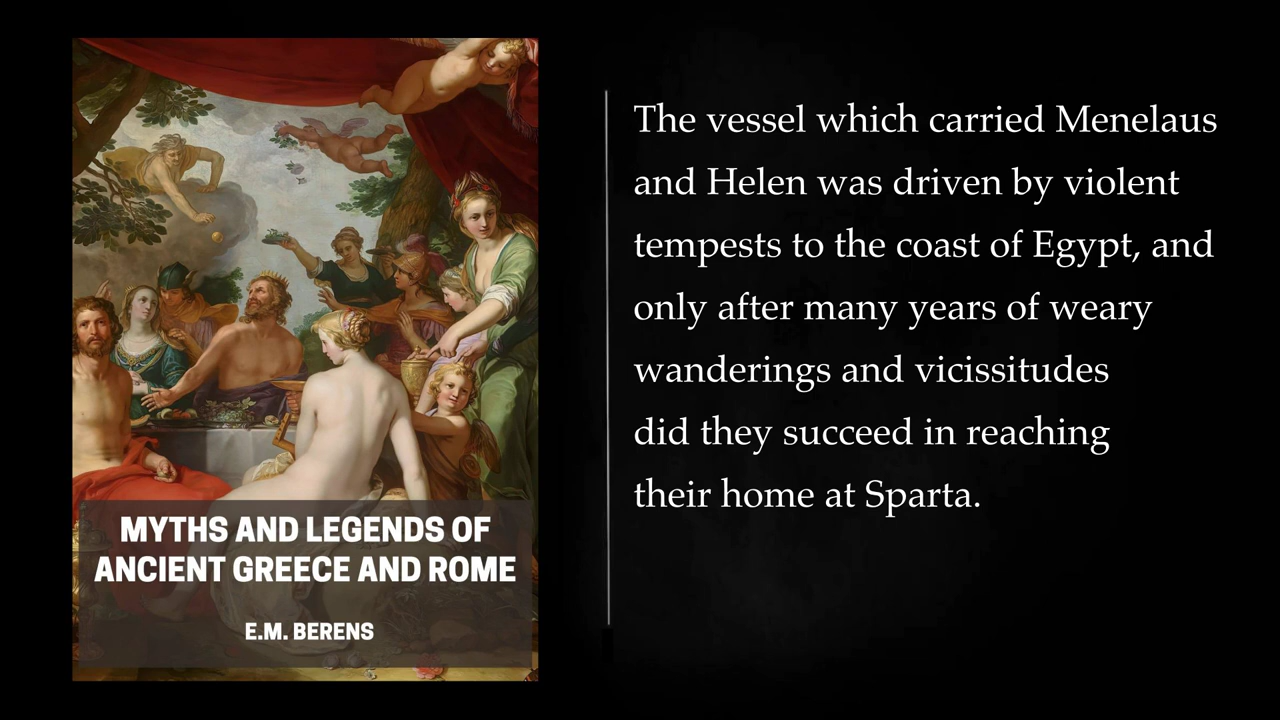 MYTHS AND LEGENDS OF
ANCIENT GREECE AND ROME
E.M. BERENS
The vessel which carried Menelaus
and Helen was driven by violent
tempests to the coast of Egypt, and
only after many years of weary
wanderings and vicissitudes
did they succeed in reaching
their home at Sparta.